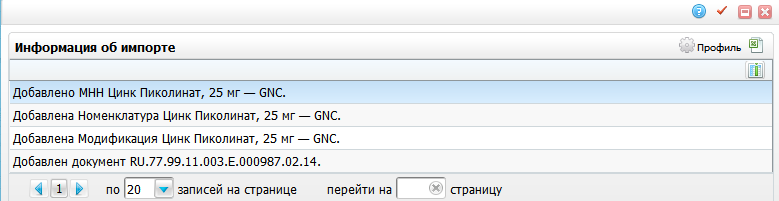 Информация об импорте
Профиль
Добавлено МНН Цинк Пиколинат, 25 мг — GNC.
Добавлена Номенклатура Цинк Пиколинат, 25 мг — GNC.
Добавлена Модификация Цинк Пиколинат, 25 мг — GNC.
Добавлен документ RU.77.99.11.003.E.000987.02.14.
1 по 20 записей на странице перейти на страницу